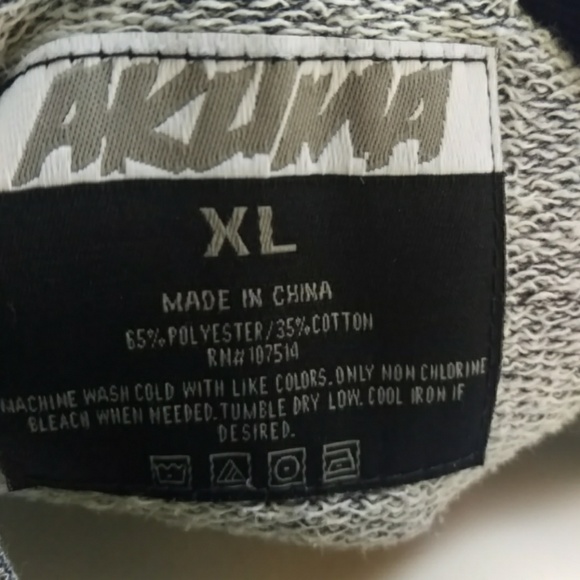 AKUMA
XL
MADE IN CHINA
65% POLYESTER/35% COTTON
RN# 107514
MACHINE WASH COLD WITH LIKE COLORS. ONLY NON CHLORINE
BLEACH WHEN NEEDED. TUMBLE DRY LOW. COOL IRON IF
DESIRED.